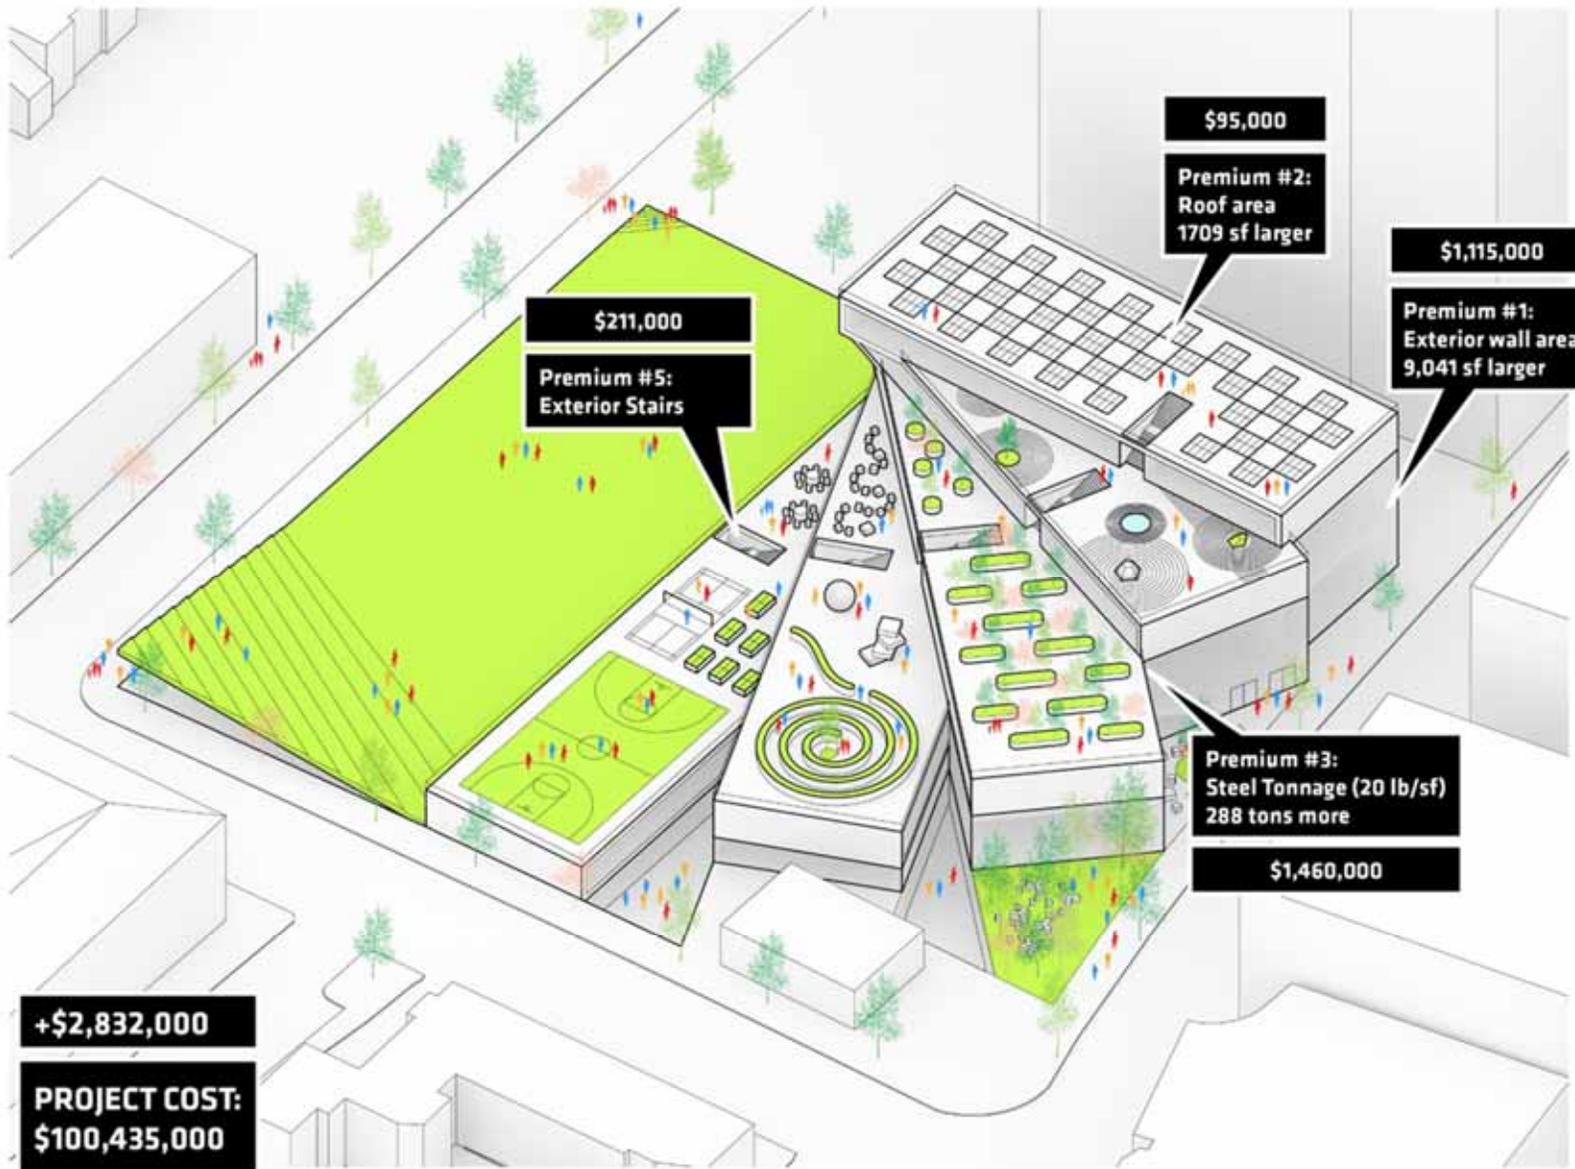 $95,000
Premium #2:
Roof area
1709 sf larger
$1,115,000
Premium #1:
Exterior wall area
9,041 sf larger
$211,000
Premium #5:
Exterior Stairs
Premium #3:
Steel Tonnage (20 lb/sf)
288 tons more
$1,460,000
+$2,832,000
PROJECT COST:
$100,435,000